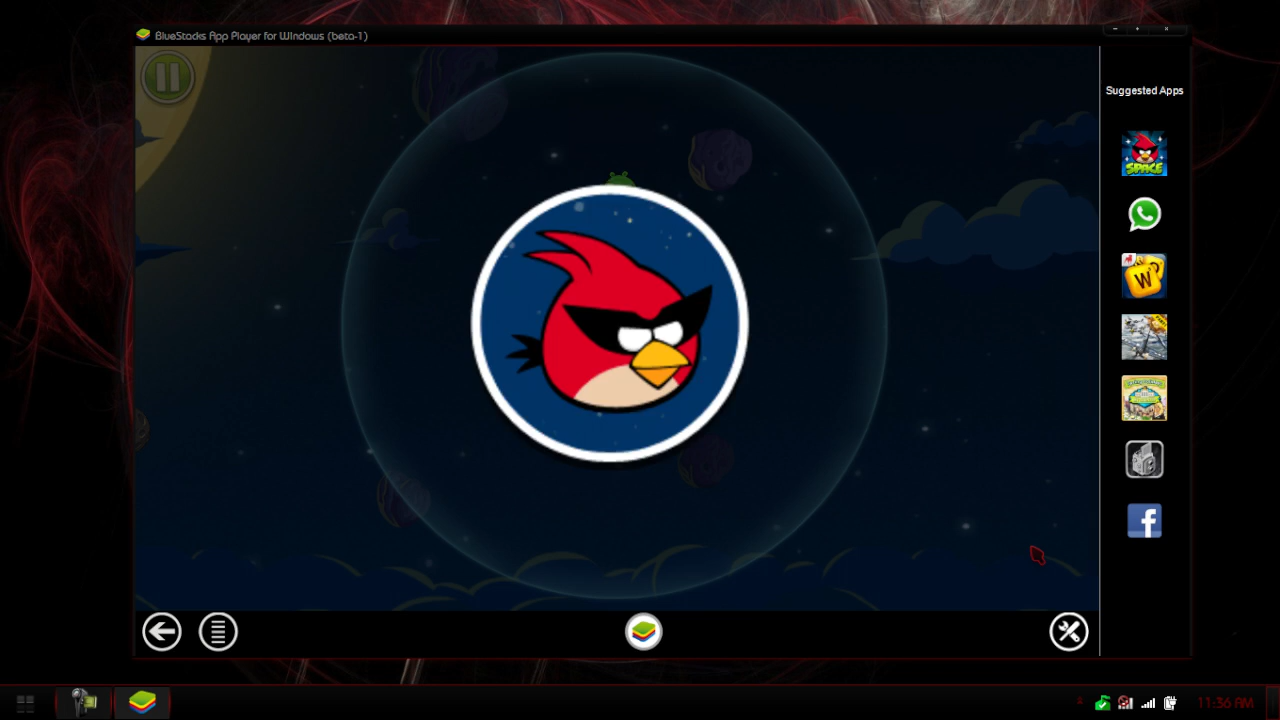 BlueStacks App Player for Windows (beta-1)
Suggested Apps
SPACE
W
f
11:36 AM